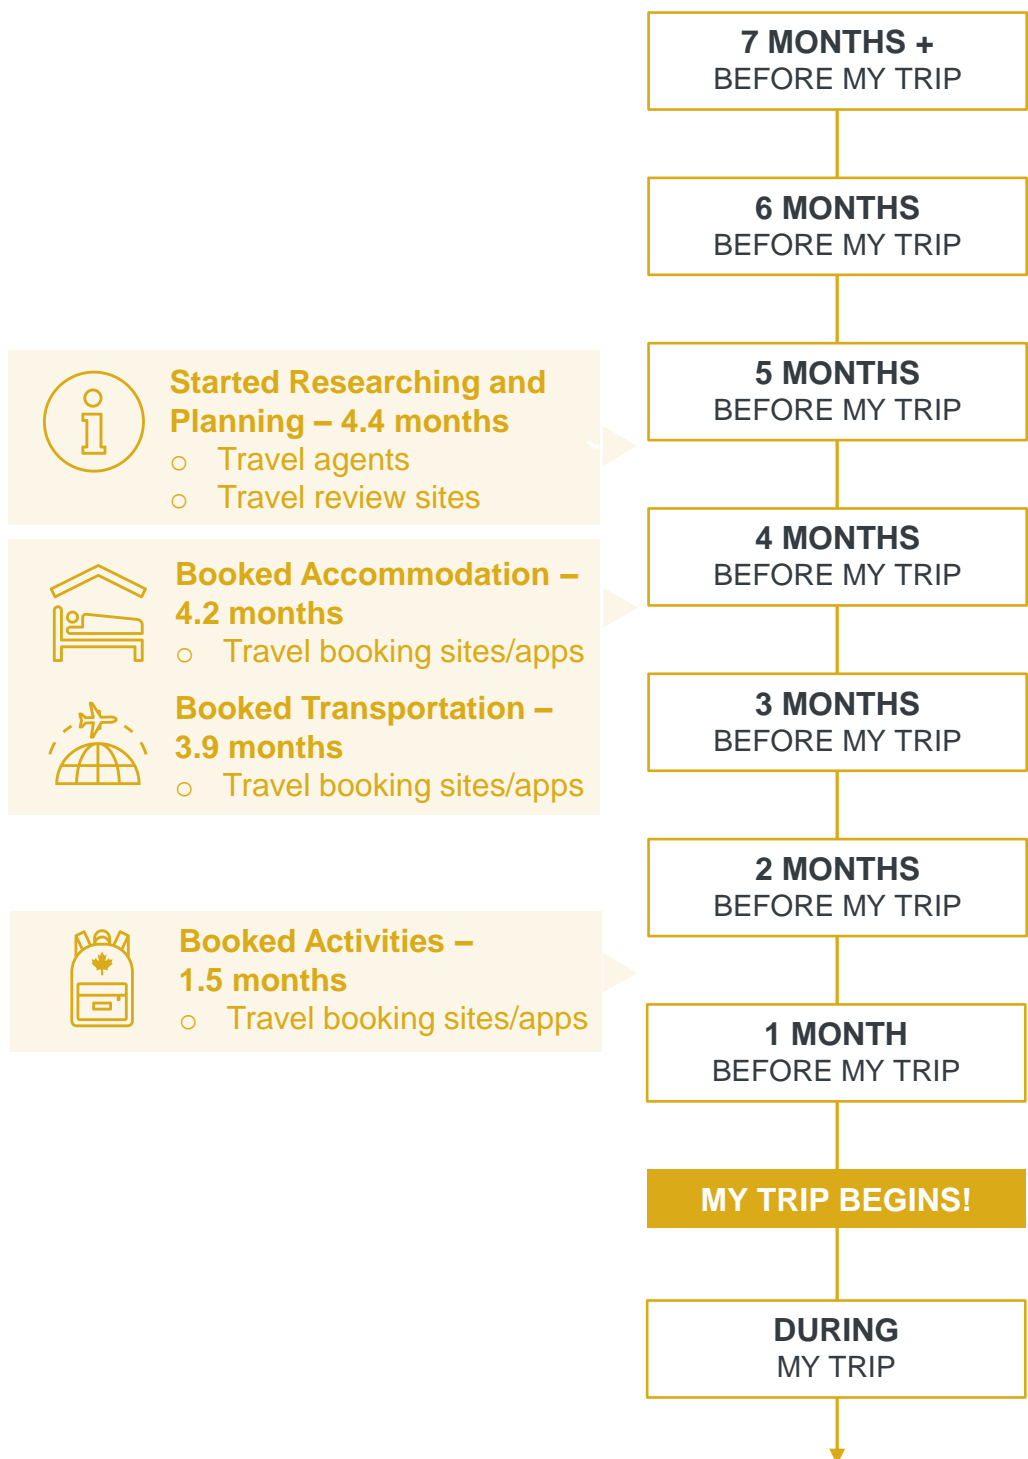 7 MONTHS +
BEFORE MY TRIP
6 MONTHS
BEFORE MY TRIP
Started Researching and
Planning – 4.4 months
o Travel agents
o Travel review sites
5 MONTHS
BEFORE MY TRIP
Booked Accommodation –
4.2 months
o Travel booking sites/apps
4 MONTHS
BEFORE MY TRIP
Booked Transportation –
3.9 months
o Travel booking sites/apps
3 MONTHS
BEFORE MY TRIP
2 MONTHS
BEFORE MY TRIP
Booked Activities –
1.5 months
o Travel booking sites/apps
1 MONTH
BEFORE MY TRIP
MY TRIP BEGINS!
DURING
MY TRIP